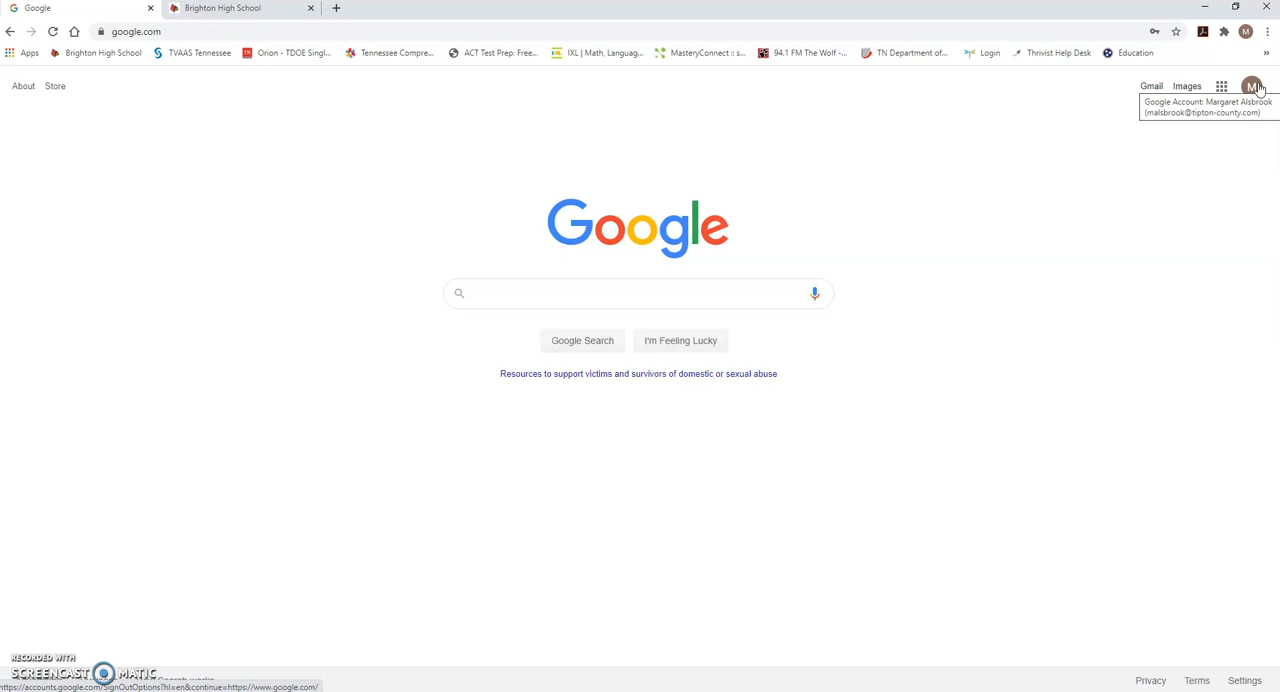 Google
Brighton High School
google.com
M
Apps
Brighton High School
TVAAS Tennessee
Orion - TDOE Singl...
Tennessee Compre...
ACT Test Prep: Free...
IXL | Math, Languag...
MasteryConnect :: s...
94.1 FM The Wolf -...
TN Department of...
Login
Thrivist Help Desk
Education
»
About
Store
Gmail
Images
M
Google Account: Margaret Alsbrook
(malsbrook@tipton-county.com)
Google
Google Search
I'm Feeling Lucky
Resources to support victims and survivors of domestic or sexual abuse
RECORDED WITH
SCREENCAST MATIC
Search works
https://accounts.google.com/SignOutOptions?hl=en&continue=https://www.google.com/
Privacy
Terms
Settings